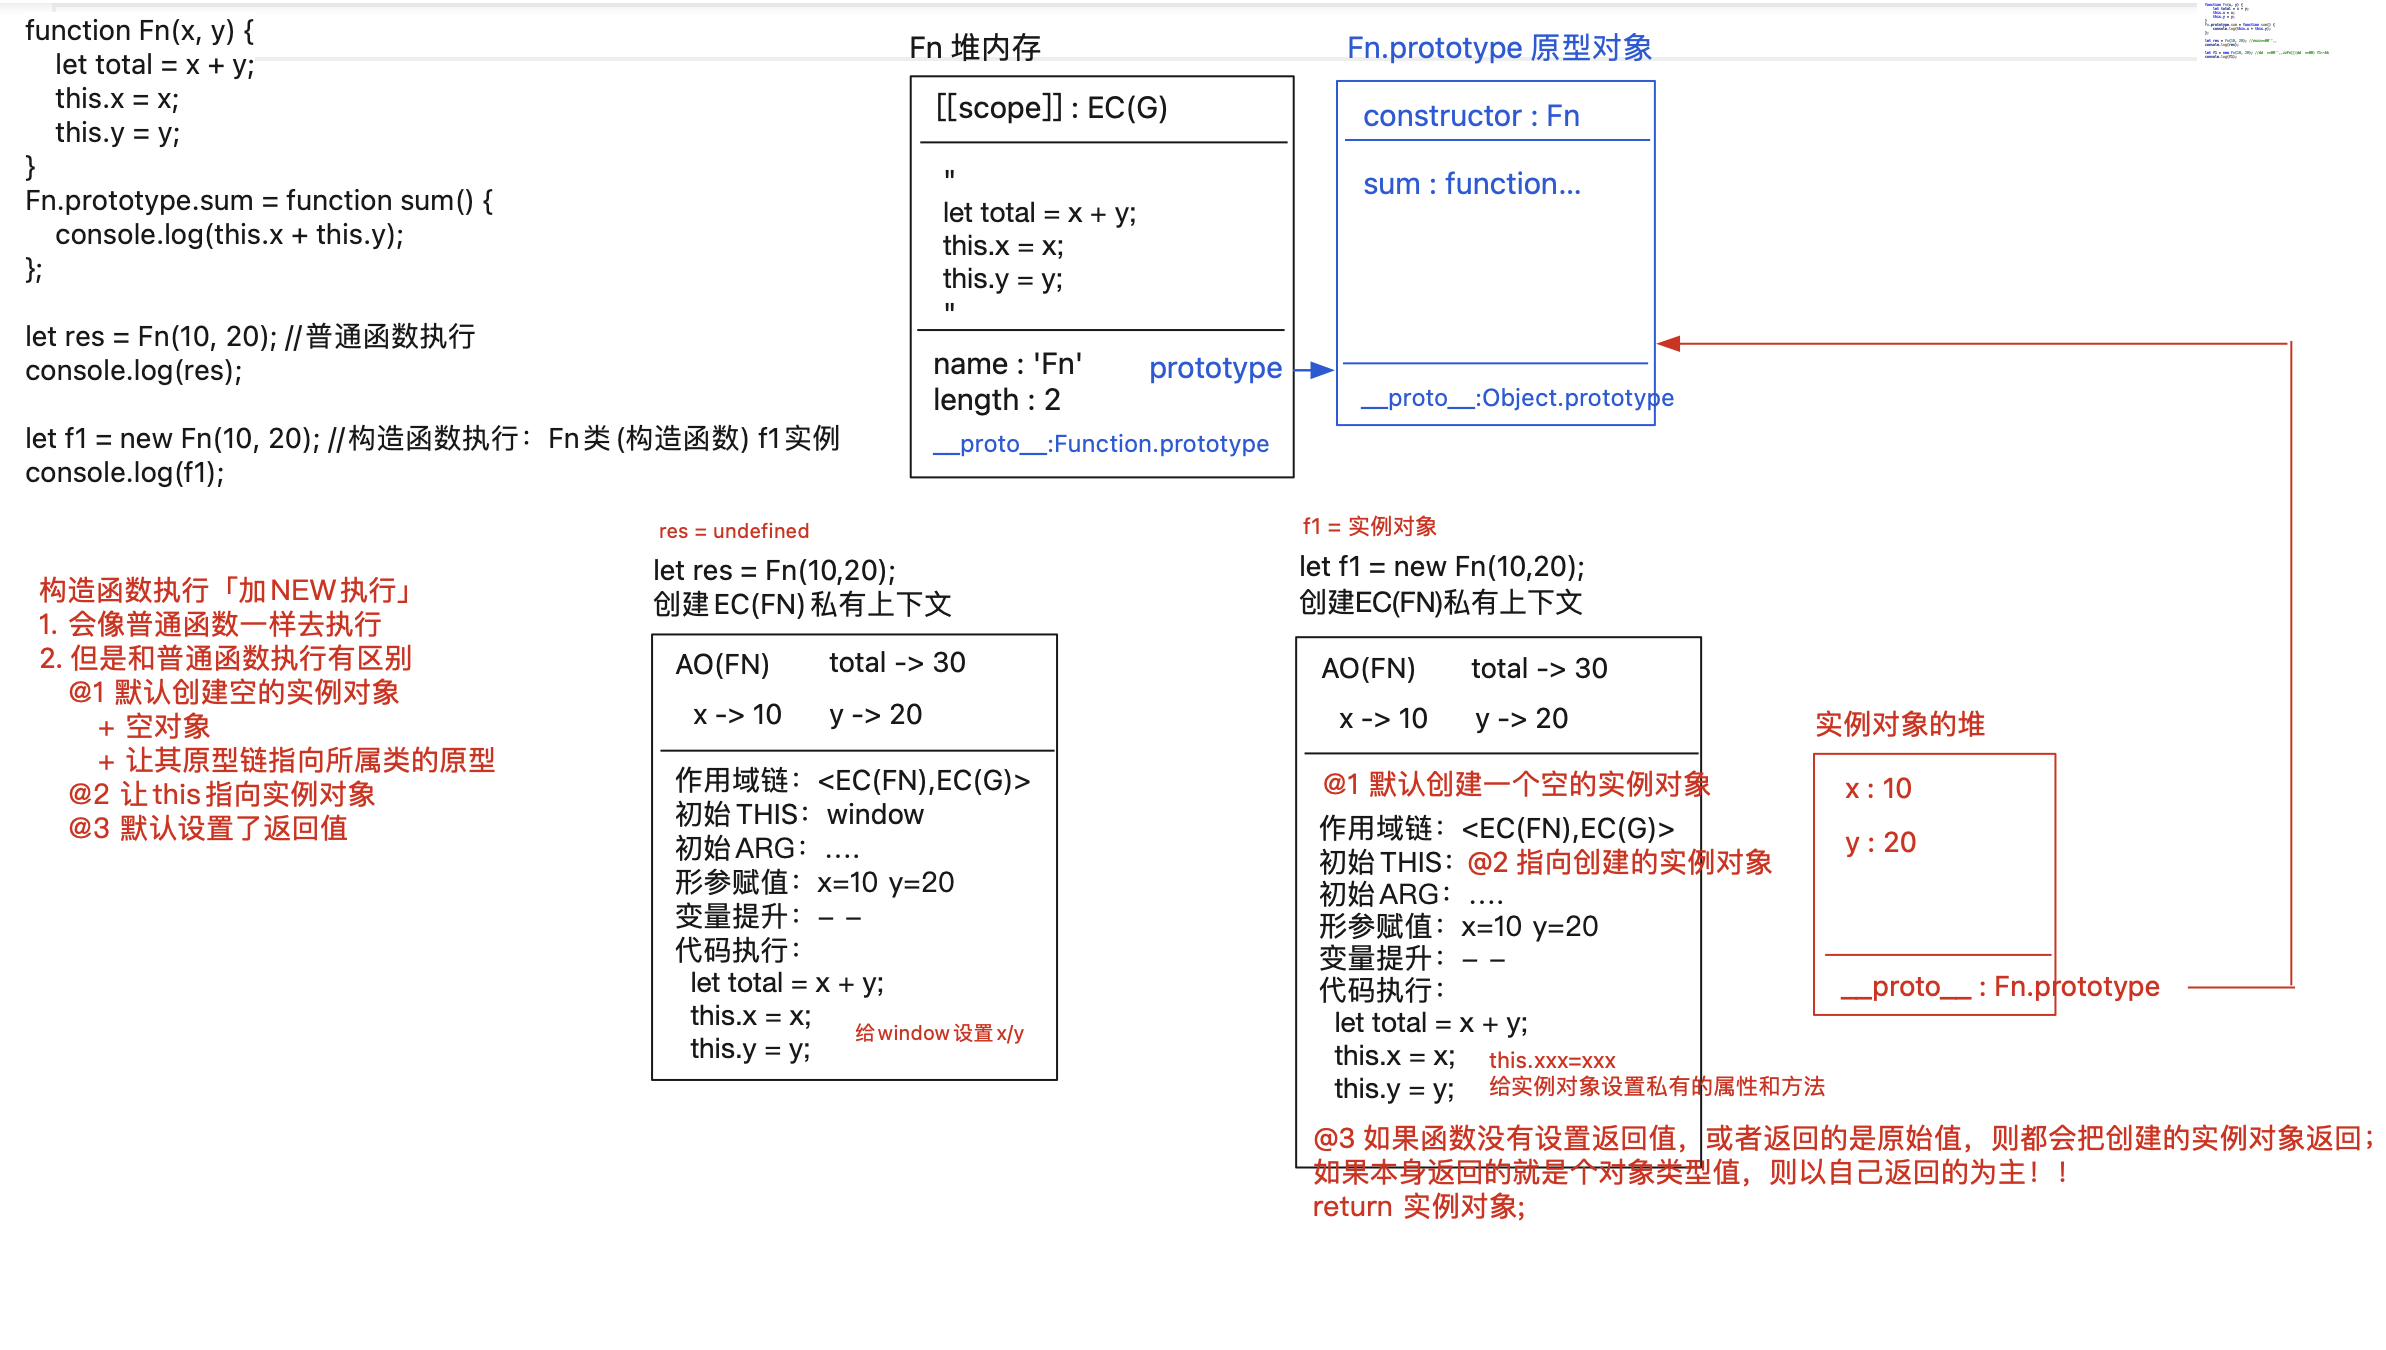 function Fn(x, y) {
let total = x + y;
this.x = x;
this.y = y;
}
Fn.prototype.sum = function sum() {
console.log(this.x + this.y);
};
let res = Fn(10, 20); //普通函数执行
console.log(res);
let f1 = new Fn(10, 20); //构造函数执行：Fn类(构造函数) f1实例
console.log(f1);
Fn 堆内存
[[scope]] : EC(G)
"
let total = x + y;
this.x = x;
this.y = y;
"
name : 'Fn'
prototype
length : 2
__proto__:Function.prototype
Fn.prototype 原型对象
constructor : Fn
sum : function...
__proto__:Object.prototype
构造函数执行「加NEW执行」
1. 会像普通函数一样去执行
2. 但是和普通函数执行有区别
@1 默认创建空的实例对象
+ 空对象
+ 让其原型链指向所属类的原型
@2 让this指向实例对象
@3 默认设置了返回值
res = undefined
let res = Fn(10,20);
创建EC(FN)私有上下文
AO(FN) total -> 30
x -> 10 y -> 20
作用域链：<EC(FN),EC(G)>
初始THIS：window
初始ARG：....
形参赋值：x=10 y=20
变量提升：– –
代码执行：
let total = x + y;
this.x = x;
this.y = y;
给window设置x/y
f1 = 实例对象
let f1 = new Fn(10,20);
创建EC(FN)私有上下文
AO(FN) total -> 30
x -> 10 y -> 20
@1 默认创建一个空的实例对象
作用域链：<EC(FN),EC(G)>
初始THIS：@2 指向创建的实例对象
初始ARG：....
形参赋值：x=10 y=20
变量提升：– –
代码执行：
let total = x + y;
this.x = x;
this.y = y;
this.xxx=xxx
给实例对象设置私有的属性和方法
@3 如果函数没有设置返回值，或者返回的是原始值，则都会把创建的实例对象返回；
如果本身返回的就是个对象类型值，则以自己返回的为主！！
return 实例对象;
实例对象的堆
x : 10
y : 20
__proto__ : Fn.prototype